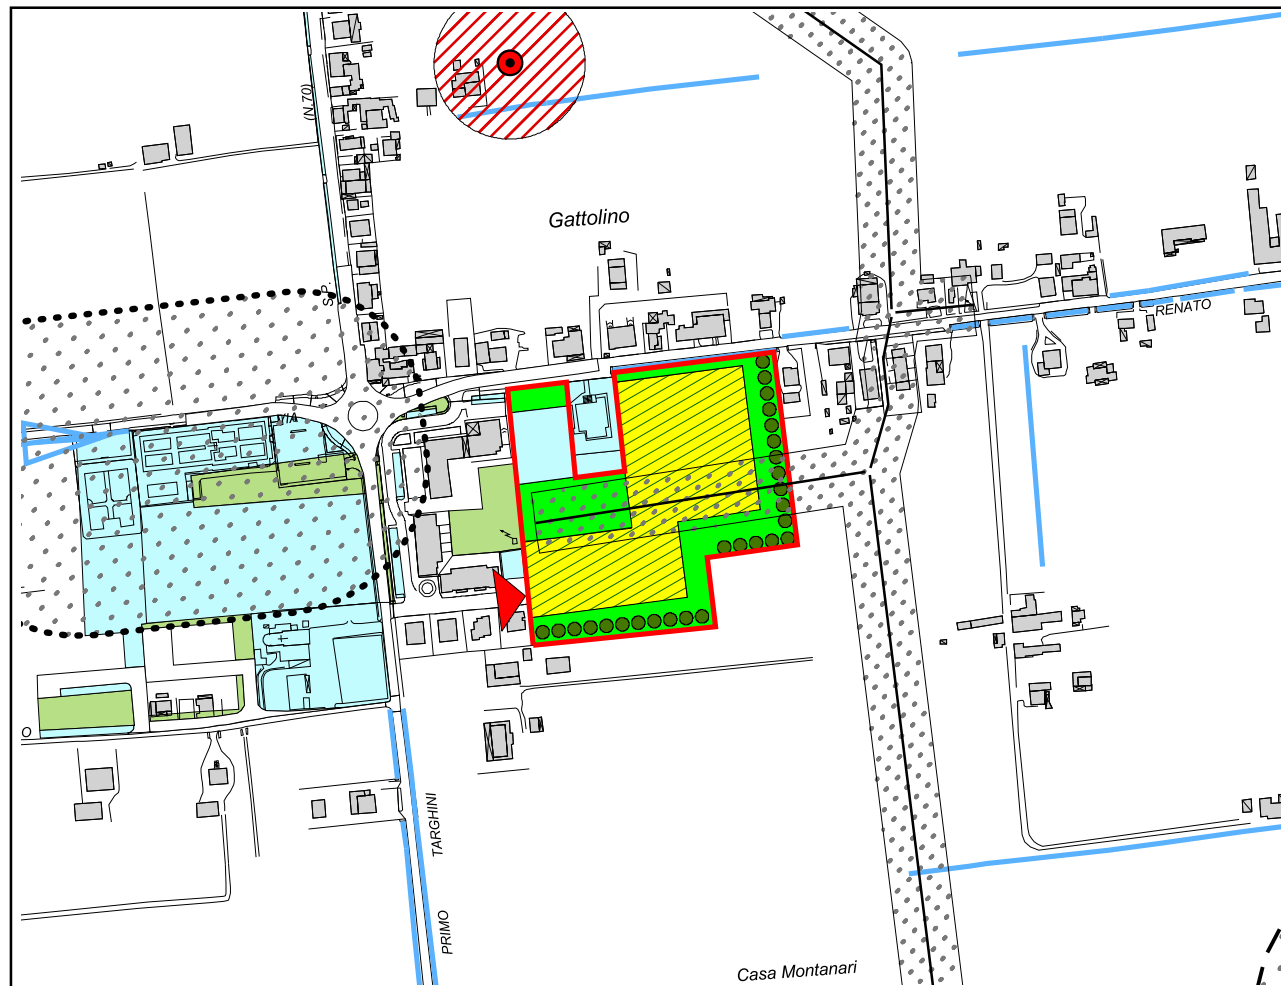 (N.70)
Gattolino
S.P.
RENATO
VIA
O
TARGHINI
PRIMO
Casa Montanari